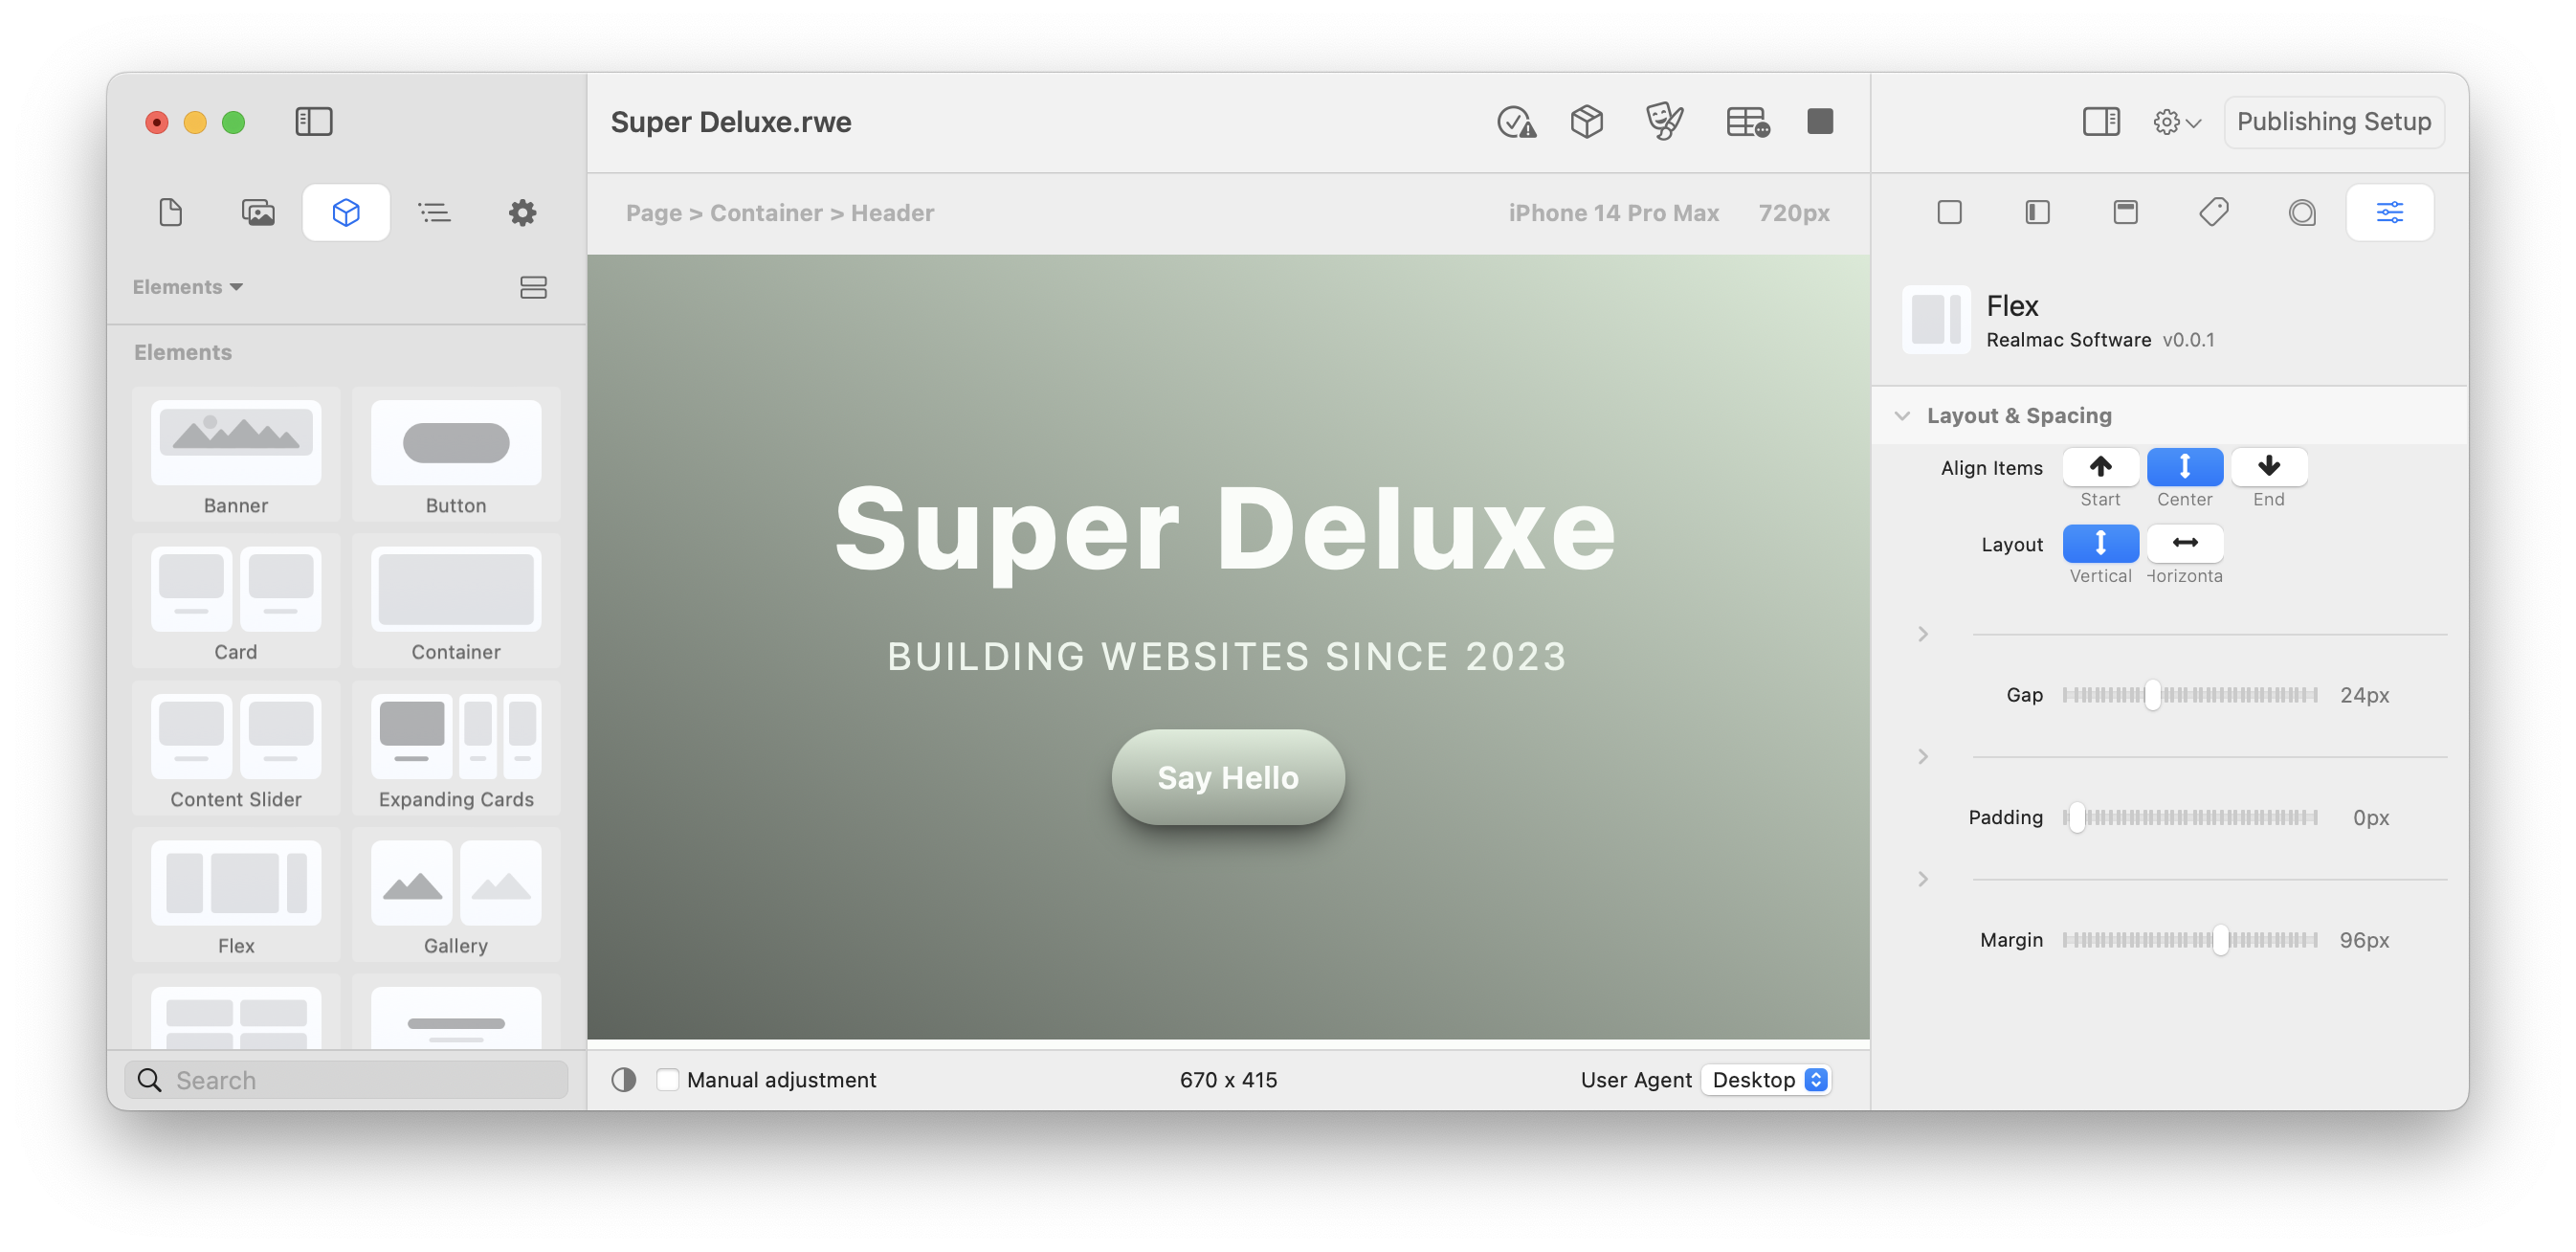 Super Deluxe.rwe
Publishing Setup
Page > Container > Header
iPhone 14 Pro Max 720px
Elements
Elements
Banner
Button
Card
Container
Content Slider
Expanding Cards
Flex
Gallery
Search
Super Deluxe
BUILDING WEBSITES SINCE 2023
Say Hello
Manual adjustment
670 x 415
User Agent Desktop
Flex
Realmac Software v0.0.1
Layout & Spacing
Align Items
Start Center End
Layout
Vertical Horizonta
Gap 24px
Padding 0px
Margin 96px